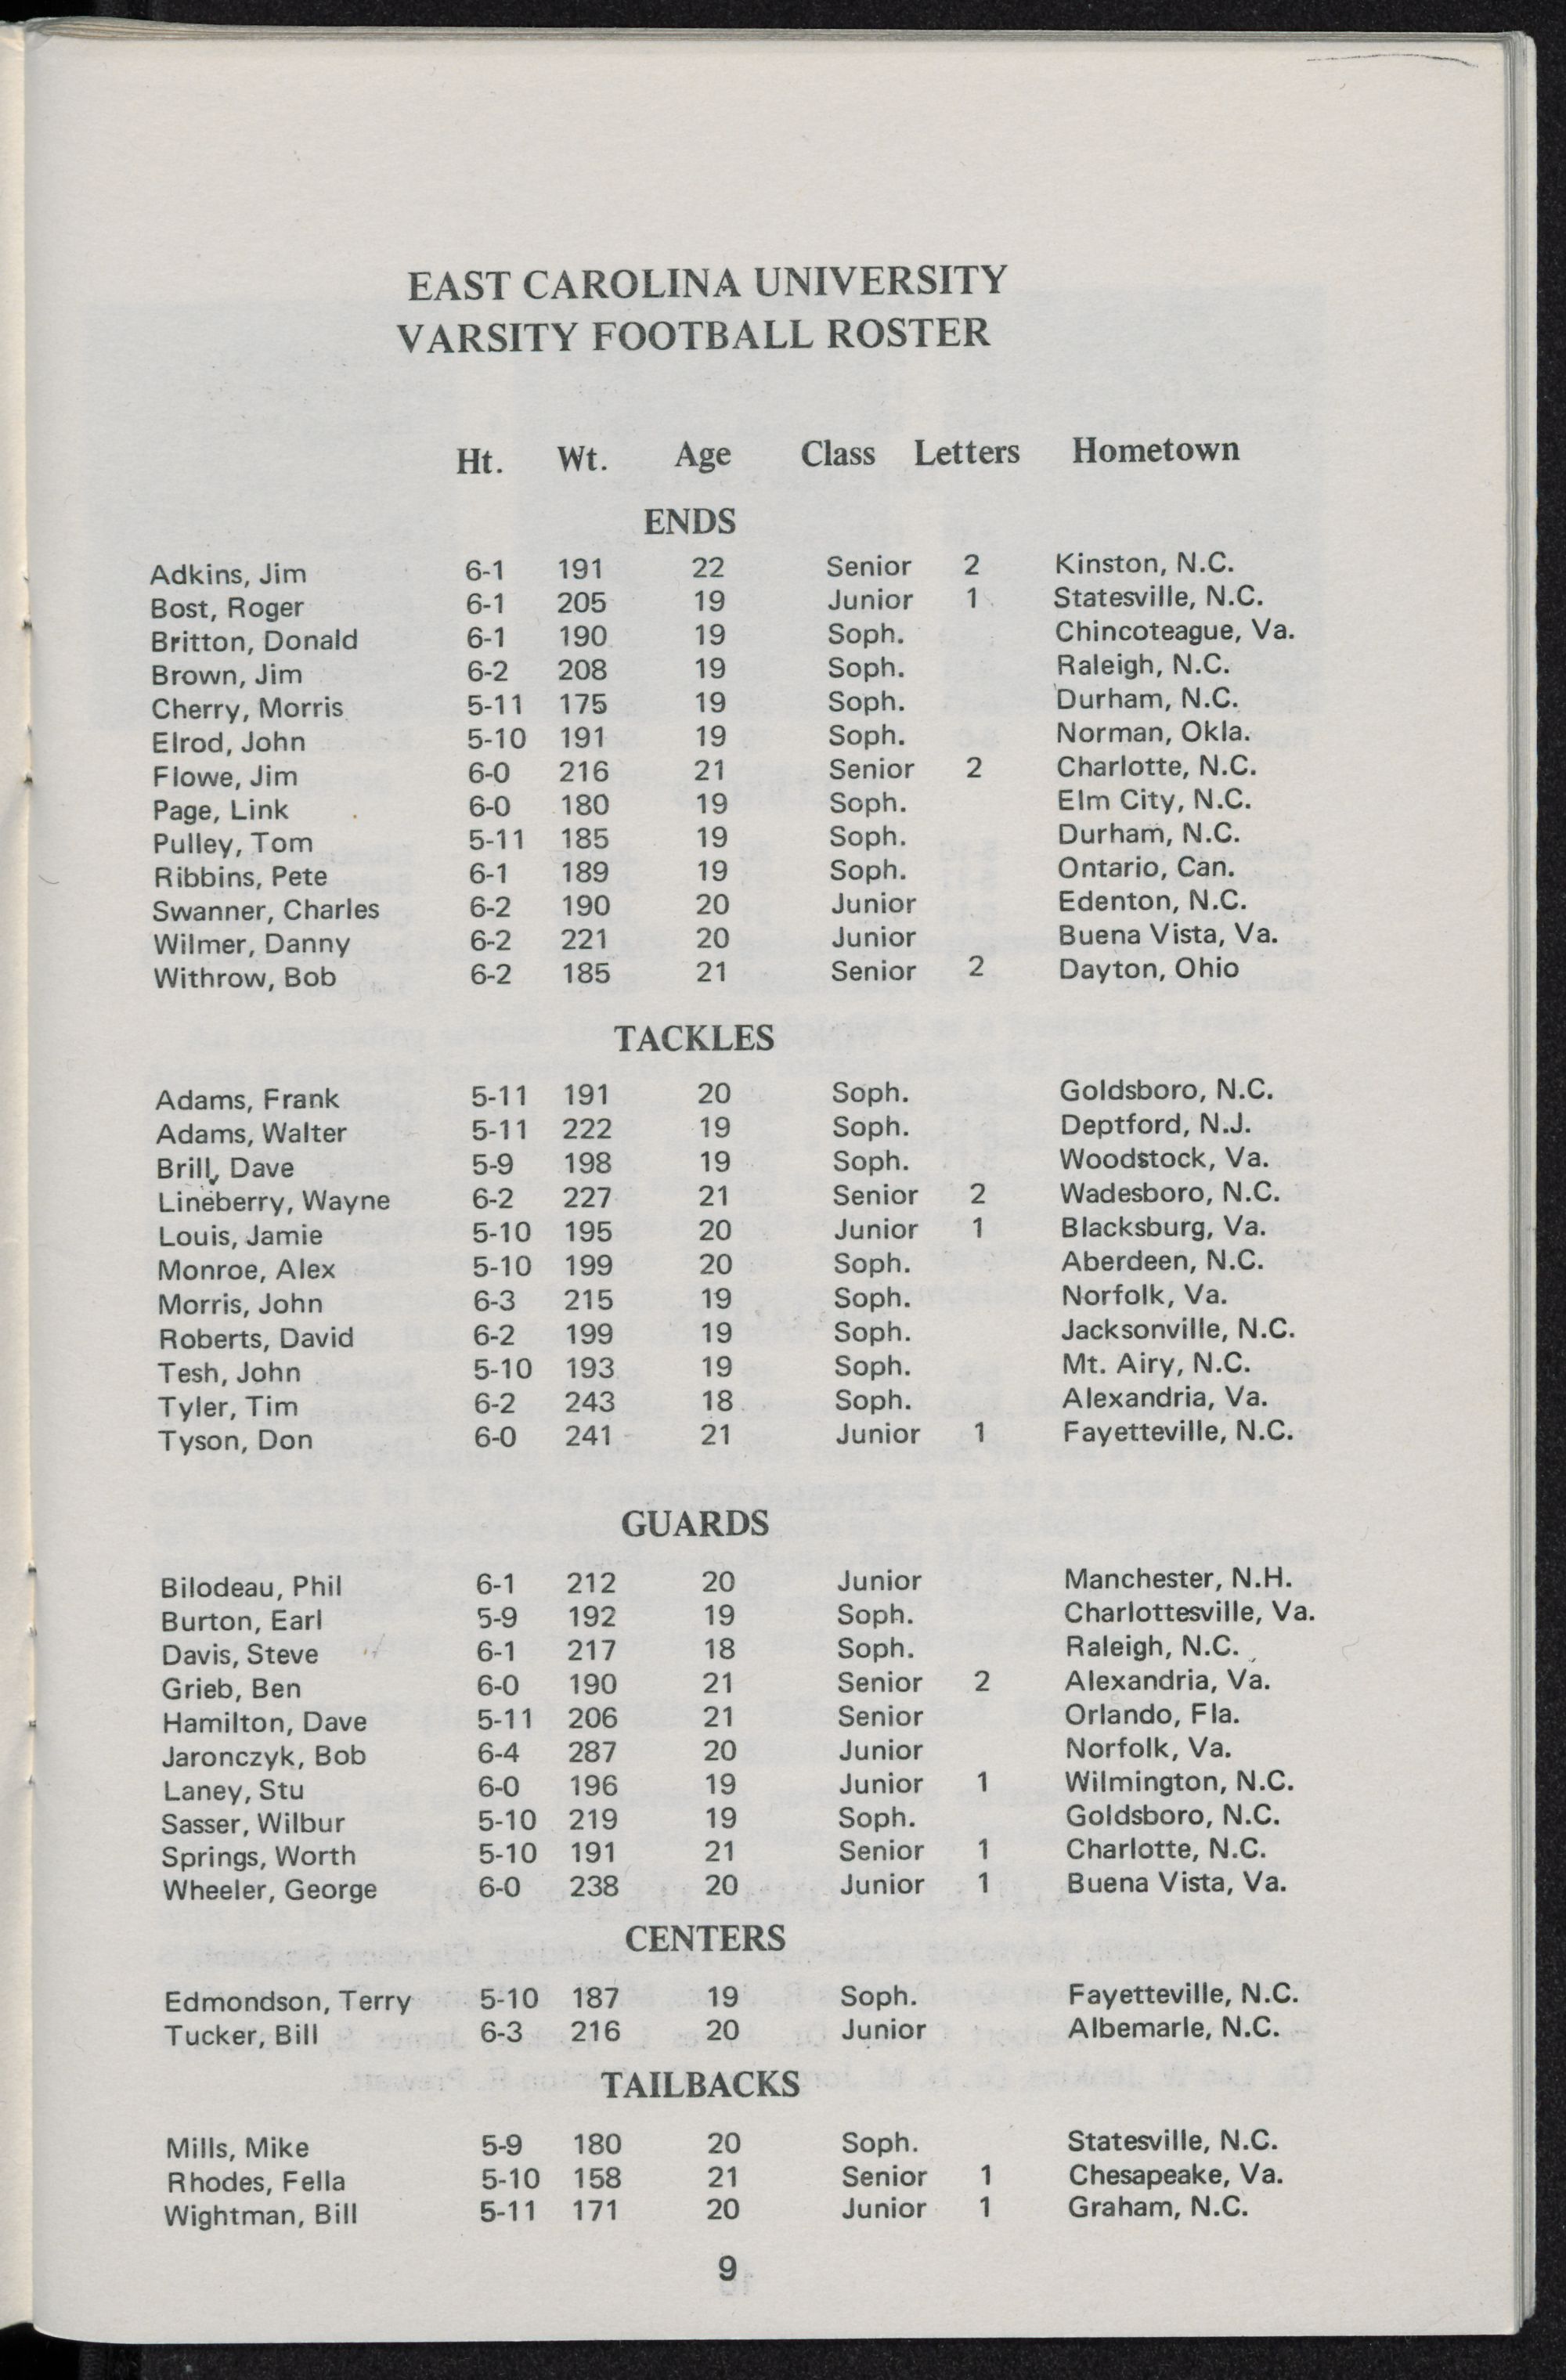 EAST CAROLINA UNIVERSITY
VARSITY FOOTBALL ROSTER
Ht. Wt. Age Class Letters Hometown
ENDS
Adkins, Jim 6-1 191 22 Senior 2 Kinston, N.C.
Bost, Roger 6-1 205 19 Junior 1 Statesville, N.C.
Britton, Donald 6-1 190 19 Soph. Chincoteague, Va.
Brown, Jim 6-2 208 19 Soph. Raleigh, N.C.
Cherry, Morris 5-11 175 19 Soph. Durham, N.C.
Elrod, John 5-10 191 19 Soph. Norman, Okla.
Flowe, Jim 6-0 216 21 Senior 2 Charlotte, N.C.
Page, Link 6-0 180 19 Soph. Elm City, N.C.
Pulley, Tom 5-11 185 19 Soph. Durham, N.C.
Ribbins, Pete 6-1 189 19 Soph. Ontario, Can.
Swanner, Charles 6-2 190 20 Junior Edenton, N.C.
Wilmer, Danny 6-2 221 20 Junior Buena Vista, Va.
Withrow, Bob 6-2 185 21 Senior 2 Dayton, Ohio
TACKLES
Adams, Frank 5-11 191 20 Soph. Goldsboro, N.C.
Adams, Walter 5-11 222 19 Soph. Deptford, N.J.
Brill, Dave 5-9 198 19 Soph. Woodstock, Va.
Lineberry, Wayne 6-2 227 21 Senior 2 Wadesboro, N.C.
Louis, Jamie 5-10 195 20 Junior 1 Blacksburg, Va.
Monroe, Alex 5-10 199 20 Soph. Aberdeen, N.C.
Morris, John 6-3 215 19 Soph. Norfolk, Va.
Roberts, David 6-2 199 19 Soph. Jacksonville, N.C.
Tesh, John 5-10 193 19 Soph. Mt. Airy, N.C.
Tyler, Tim 6-2 243 18 Soph. Alexandria, Va.
Tyson, Don 6-0 241 21 Junior 1 Fayetteville, N.C.
GUARDS
Bilodeau, Phil 6-1 212 20 Junior Manchester, N.H.
Burton, Earl 5-9 192 19 Soph. Charlottesville, Va.
Davis, Steve 6-1 217 18 Soph. Raleigh, N.C.
Grieb, Ben 6-0 190 21 Senior 2 Alexandria, Va.
Hamilton, Dave 5-11 206 21 Senior Orlando, Fla.
Jaronczyk, Bob 6-4 287 20 Junior Norfolk, Va.
Laney, Stu 6-0 196 19 Junior 1 Wilmington, N.C.
Sasser, Wilbur 5-10 219 19 Soph. Goldsboro, N.C.
Springs, Worth 5-10 191 21 Senior 1 Charlotte, N.C.
Wheeler, George 6-0 238 20 Junior 1 Buena Vista, Va.
CENTERS
Edmondson, Terry 5-10 187 19 Soph. Fayetteville, N.C.
Tucker, Bill 6-3 216 20 Junior Albemarle, N.C.
TAILBACKS
Mills, Mike 5-9 180 20 Soph. Statesville, N.C.
Rhodes, Fella 5-10 158 21 Senior 1 Chesapeake, Va.
Wightman, Bill 5-11 171 20 Junior 1 Graham, N.C.
9